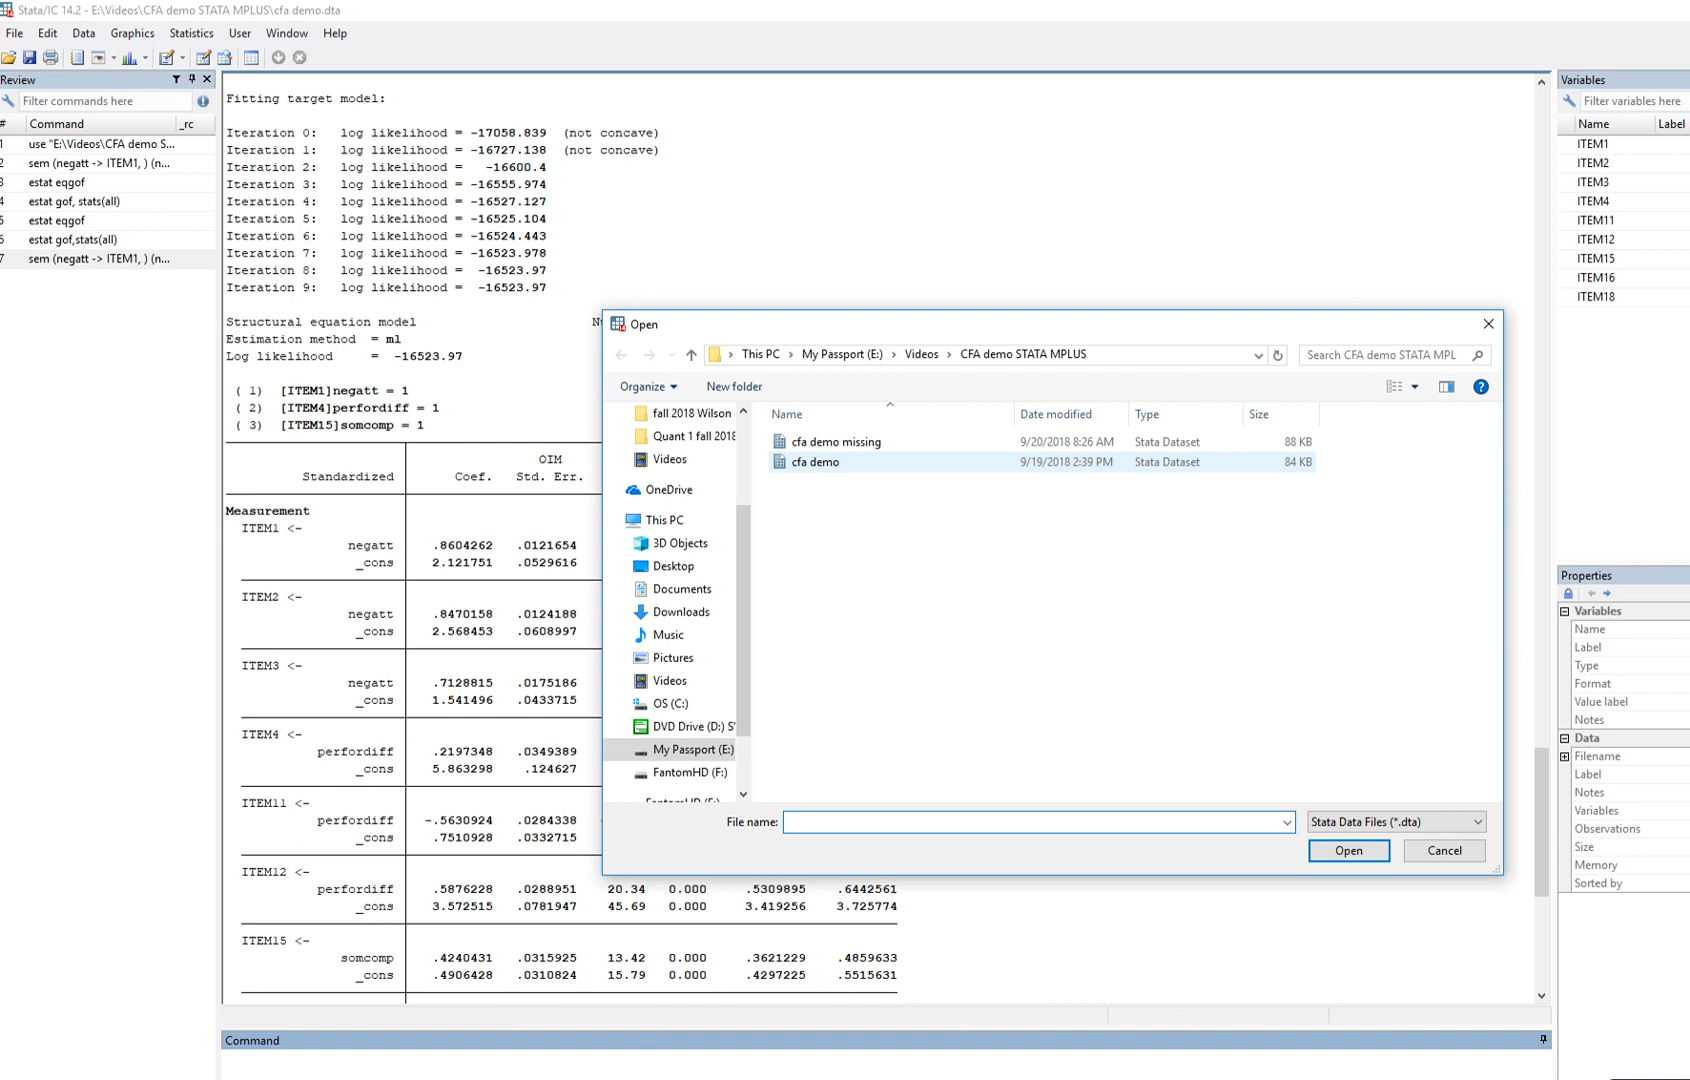 Stata/IC 14.2 - E:\Videos\CFA demo STATA MPLUS\cfa demo.dta
File Edit Data Graphics Statistics User Window Help
Review
Filter commands here
# Command _rc
1 use "E:\Videos\CFA demo S...
2 sem (negatt -> ITEM1, ) (n...
3 estat eqgof
4 estat gof, stats(all)
5 estat eqgof
6 estat gof,stats(all)
7 sem (negatt -> ITEM1, ) (n...
Fitting target model:
Iteration 0: log likelihood = -17058.839 (not concave)
Iteration 1: log likelihood = -16727.138 (not concave)
Iteration 2: log likelihood = -16600.4
Iteration 3: log likelihood = -16555.974
Iteration 4: log likelihood = -16527.127
Iteration 5: log likelihood = -16525.104
Iteration 6: log likelihood = -16524.443
Iteration 7: log likelihood = -16523.978
Iteration 8: log likelihood = -16523.97
Iteration 9: log likelihood = -16523.97
Structural equation model
Estimation method = ml
Log likelihood = -16523.97
( 1) [ITEM1]negatt = 1
( 2) [ITEM4]perfordiff = 1
( 3) [ITEM15]somcomp = 1
OIM
Standardized Coef. Std. Err.
Measurement
ITEM1 <-
negatt .8604262 .0121654
_cons 2.121751 .0529616
ITEM2 <-
negatt .8470158 .0124188
_cons 2.568453 .0608997
ITEM3 <-
negatt .7128815 .0175186
_cons 1.541496 .0433715
ITEM4 <-
perfordiff .2197348 .0349389
_cons 5.863298 .124627
ITEM11 <-
perfordiff -.5630924 .0284338
_cons .7510928 .0332715
ITEM12 <-
perfordiff .5876228 .0288951 20.34 0.000 .5309895 .6442561
_cons 3.572515 .0781947 45.69 0.000 3.419256 3.725774
ITEM15 <-
somcomp .4240431 .0315925 13.42 0.000 .3621229 .4859633
_cons .4906428 .0310824 15.79 0.000 .4297225 .5515631
Command
Open
This PC My Passport (E:) Videos CFA demo STATA MPLUS
Search CFA demo STATA MPL
Organize New folder
fall 2018 Wilson
Quant 1 fall 2018
Videos
OneDrive
This PC
3D Objects
Desktop
Documents
Downloads
Music
Pictures
Videos
OS (C:)
DVD Drive (D:) S
My Passport (E:)
FantomHD (F:)
FantomHD (F:)
Name Date modified Type Size
cfa demo missing 9/20/2018 8:26 AM Stata Dataset 88 KB
cfa demo 9/19/2018 2:39 PM Stata Dataset 84 KB
File name: Stata Data Files (*.dta)
Open Cancel
Variables
Filter variables here
Name Label
ITEM1
ITEM2
ITEM3
ITEM4
ITEM11
ITEM12
ITEM15
ITEM16
ITEM18
Properties
Variables
Name
Label
Type
Format
Value label
Notes
Data
Filename
Label
Notes
Variables
Observations
Size
Memory
Sorted by